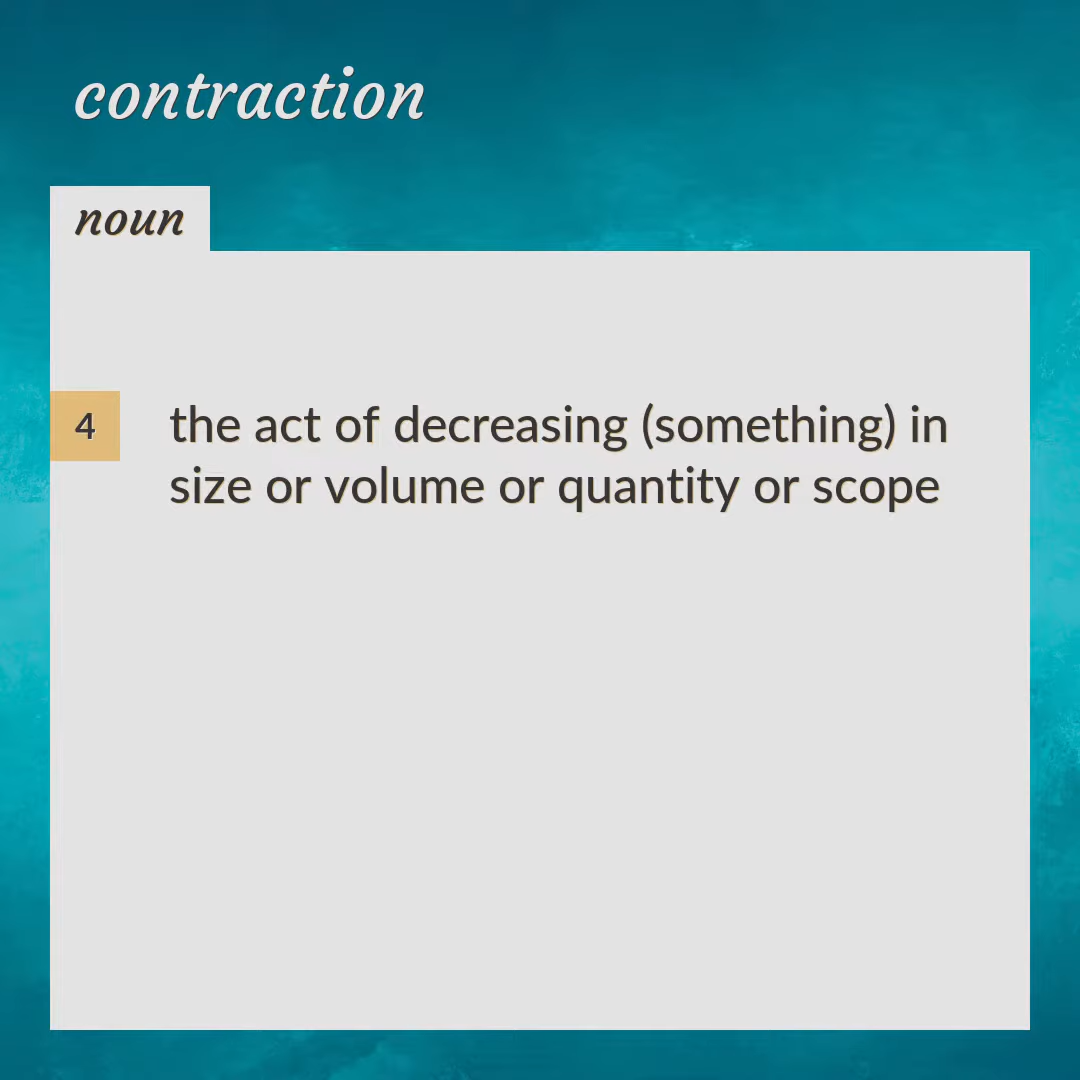 contraction
noun
4
the act of decreasing (something) in
size or volume or quantity or scope